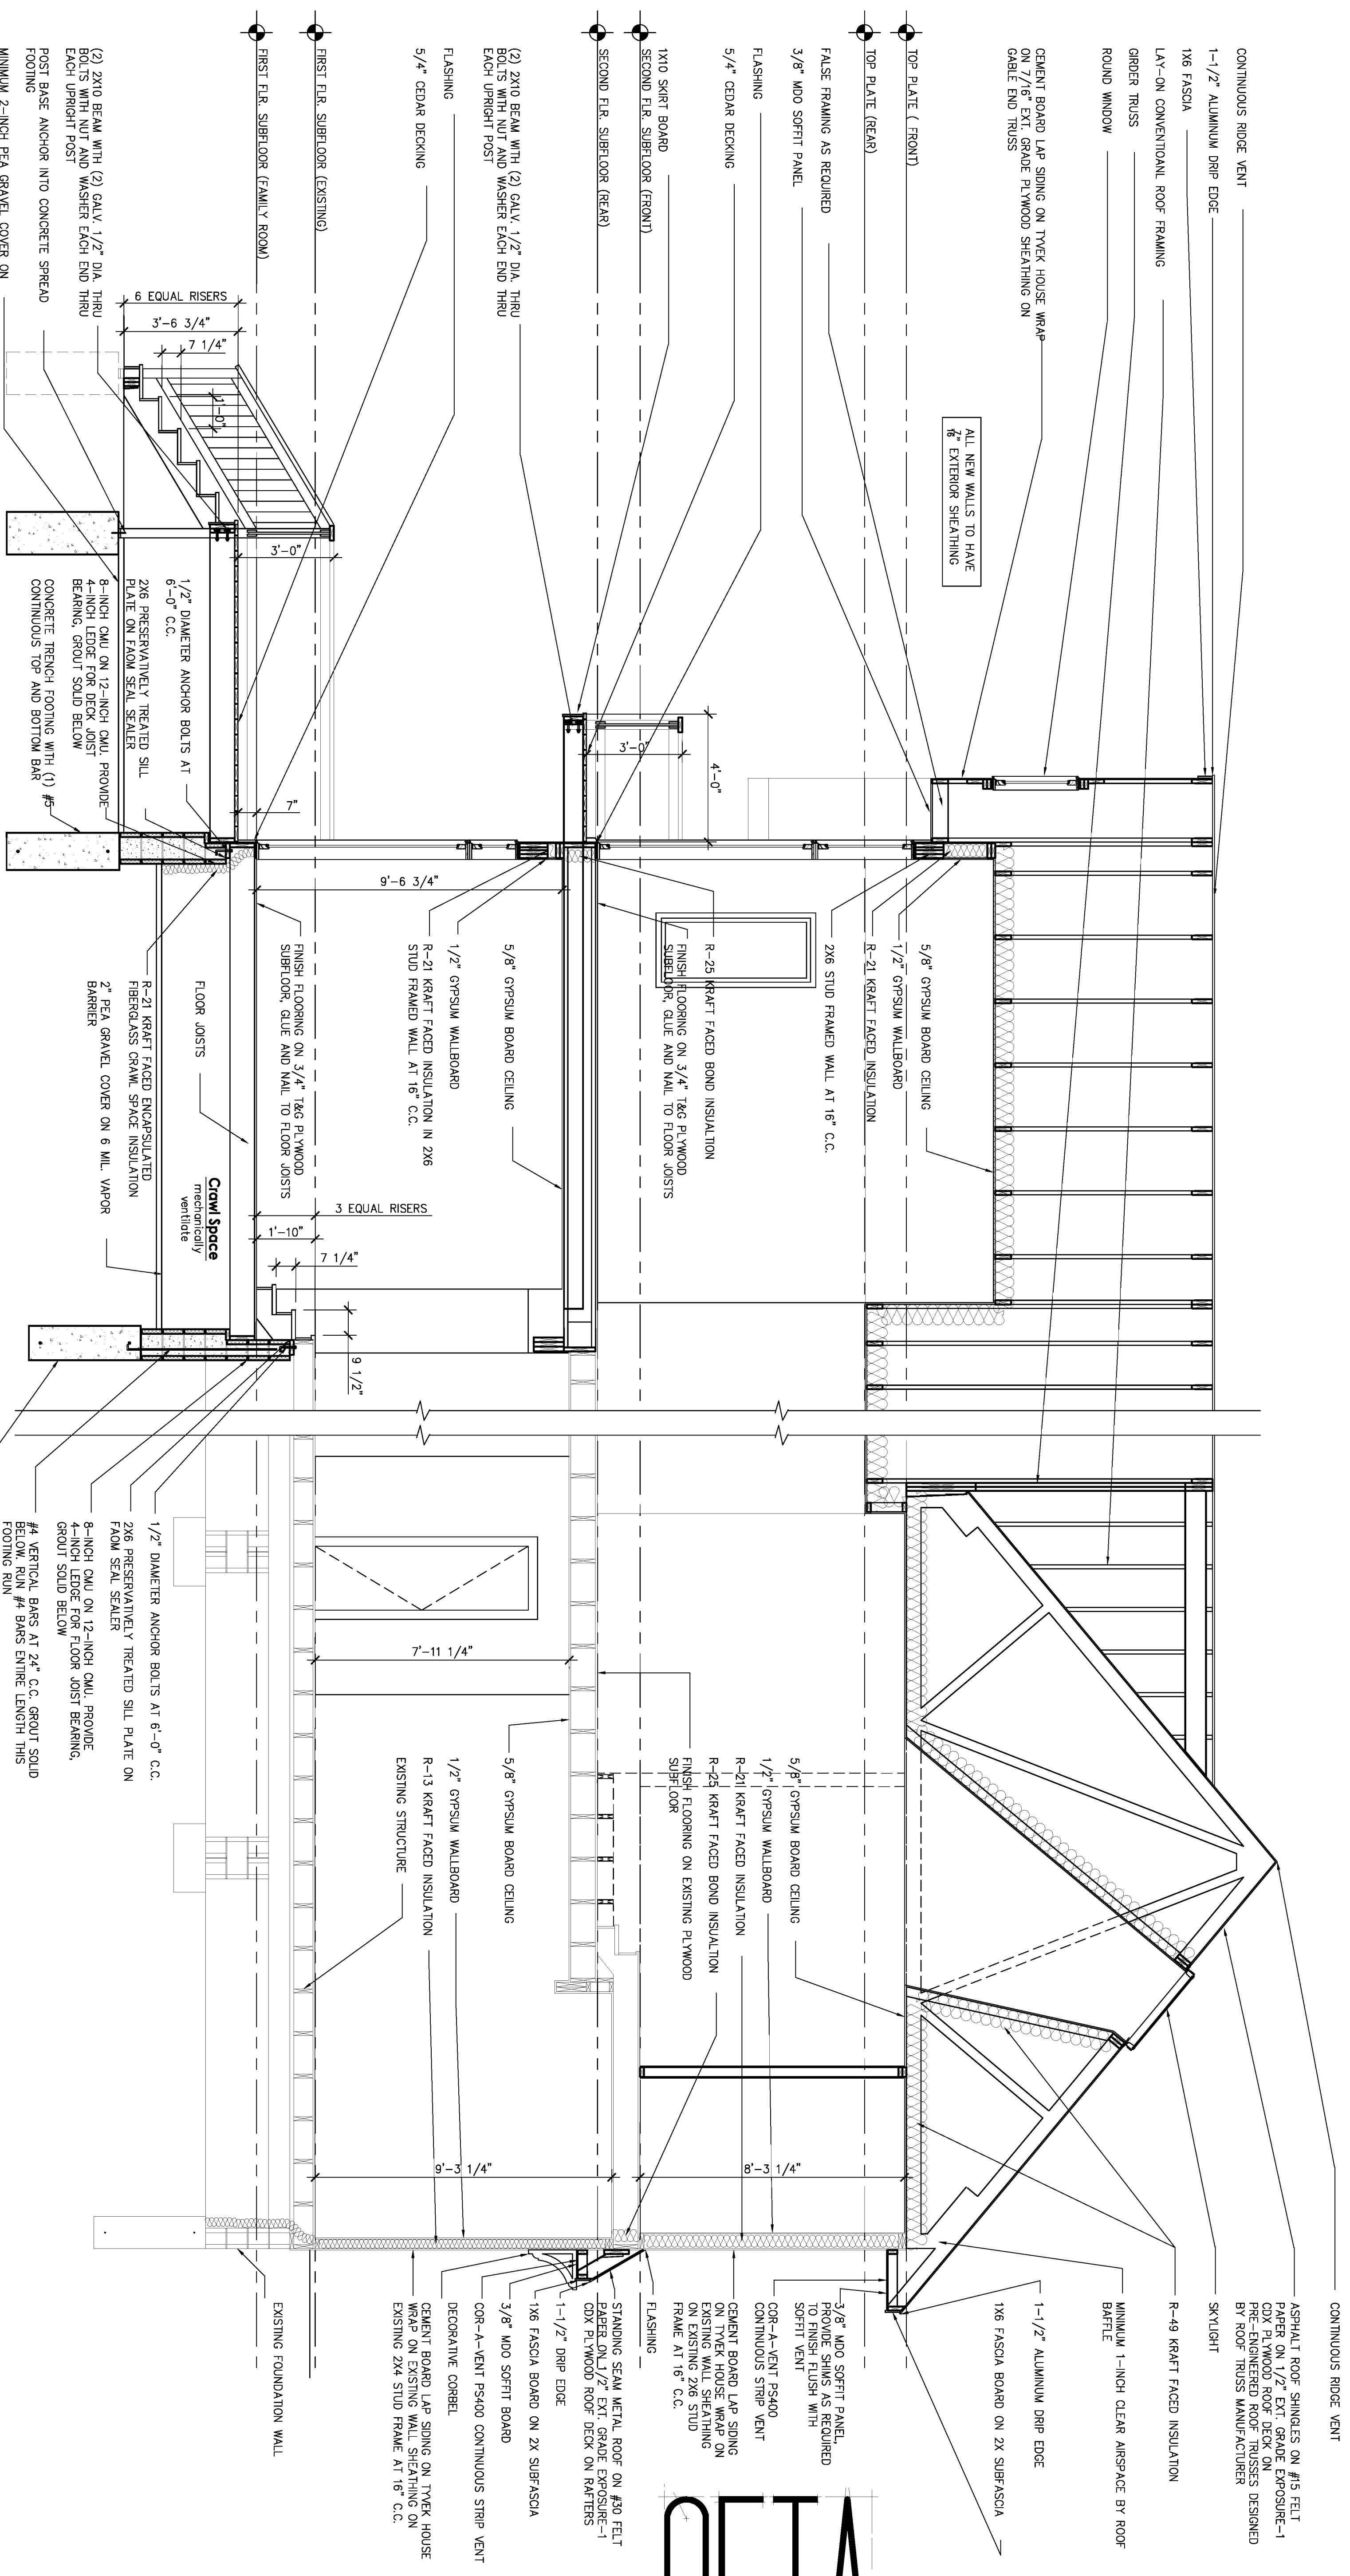 CONTINUOUS RIDGE VENT
1-1/2" ALUMINUM DRIP EDGE
1X6 FASCIA
LAY-ON CONVENTIOANL ROOF FRAMING
GIRDER TRUSS
ROUND WINDOW
CEMENT BOARD LAP SIDING ON TYVEK HOUSE WRAP
ON 7/16" EXT. GRADE PLYWOOD SHEATHING ON
GABLE END TRUSS
TOP PLATE ( FRONT)
TOP PLATE (REAR)
FALSE FRAMING AS REQUIRED
3/8" MDO SOFFIT PANEL
FLASHING
5/4" CEDAR DECKING
1X10 SKIRT BOARD
SECOND FLR. SUBFLOOR (FRONT)
SECOND FLR. SUBFLOOR (REAR)
(2) 2X10 BEAM WITH (2) GALV. 1/2" DIA. THRU
BOLTS WITH NUT AND WASHER EACH END THRU
EACH UPRIGHT POST
FLASHING
5/4" CEDAR DECKING
FIRST FLR. SUBFLOOR (EXISTING)
FIRST FLR. SUBFLOOR (FAMILY ROOM)
(2) 2X10 BEAM WITH (2) GALV. 1/2" DIA. THRU
BOLTS WITH NUT AND WASHER EACH END THRU
EACH UPRIGHT POST
POST BASE ANCHOR INTO CONCRETE SPREAD
FOOTING
MINIMUM 2-INCH PEA GRAVEL COVER ON
ALL NEW WALLS TO HAVE
7/16" EXTERIOR SHEATHING
6 EQUAL RISERS
3'-6 3/4"
7 1/4"
1'-0"
3'-0"
7"
3'-0"
4'-0"
1/2" DIAMETER ANCHOR BOLTS AT
6'-0" C.C.
2X6 PRESERVATIVELY TREATED SILL
PLATE ON FAOM SEAL SEALER
8-INCH CMU ON 12-INCH CMU. PROVIDE
4-INCH LEDGE FOR DECK JOIST
BEARING, GROUT SOLID BELOW
CONCRETE TRENCH FOOTING WITH (1) #5
CONTINUOUS TOP AND BOTTOM BAR
9'-6 3/4"
5/8" GYPSUM BOARD CEILING
1/2" GYPSUM WALLBOARD
R-21 KRAFT FACED INSULATION
2X6 STUD FRAMED WALL AT 16" C.C.
R-25 KRAFT FACED BOND INSUALTION
FINISH FLOORING ON 3/4" T&G PLYWOOD
SUBFLOOR, GLUE AND NAIL TO FLOOR JOISTS
5/8" GYPSUM BOARD CEILING
1/2" GYPSUM WALLBOARD
R-21 KRAFT FACED INSULATION IN 2X6
STUD FRAMED WALL AT 16" C.C.
FINISH FLOORING ON 3/4" T&G PLYWOOD
SUBFLOOR, GLUE AND NAIL TO FLOOR JOISTS
FLOOR JOISTS
R-21 KRAFT FACED ENCAPSULATED
FIBERGLASS CRAWL SPACE INSULATION
2" PEA GRAVEL COVER ON 6 MIL. VAPOR
BARRIER
Crawl Space
mechanically
ventilate
3 EQUAL RISERS
1'-10"
7 1/4"
9 1/2"
1/2" DIAMETER ANCHOR BOLTS AT 6'-0" C.C.
2X6 PRESERVATIVELY TREATED SILL PLATE ON
FAOM SEAL SEALER
8-INCH CMU ON 12-INCH CMU. PROVIDE
4-INCH LEDGE FOR FLOOR JOIST BEARING,
GROUT SOLID BELOW
#4 VERTICAL BARS AT 24" C.C. GROUT SOLID
BELOW. RUN #4 BARS ENTIRE LENGTH THIS
FOOTING RUN
7'-11 1/4"
5/8" GYPSUM BOARD CEILING
1/2" GYPSUM WALLBOARD
R-21 KRAFT FACED INSULATION
R-25 KRAFT FACED BOND INSUALTION
FINISH FLOORING ON EXISTING PLYWOOD
SUBFLOOR
5/8" GYPSUM BOARD CEILING
1/2" GYPSUM WALLBOARD
R-13 KRAFT FACED INSULATION
EXISTING STRUCTURE
9'-3 1/4"
8'-3 1/4"
CONTINUOUS RIDGE VENT
ASPHALT ROOF SHINGLES ON #15 FELT
PAPER ON 1/2" EXT. GRADE EXPOSURE-1
CDX PLYWOOD ROOF DECK ON
PRE-ENGINEERED ROOF TRUSSES DESIGNED
BY ROOF TRUSS MANUFACTURER
SKYLIGHT
R-49 KRAFT FACED INSULATION
MINIMUM 1-INCH CLEAR AIRSPACE BY ROOF
BAFFLE
1-1/2" ALUMINUM DRIP EDGE
1X6 FASCIA BOARD ON 2X SUBFASCIA
3/8" MDO SOFFIT PANEL,
PROVIDE SHIMS AS REQUIRED
TO FINISH FLUSH WITH
SOFFIT VENT
COR-A-VENT PS400
CONTINUOUS STRIP VENT
CEMENT BOARD LAP SIDING
ON TYVEK HOUSE WRAP ON
EXISTING WALL SHEATHING
ON EXISTING 2X6 STUD
FRAME AT 16" C.C.
FLASHING
STANDING SEAM METAL ROOF ON #30 FELT
PAPER ON 1/2" EXT. GRADE EXPOSURE-1
CDX PLYWOOD ROOF DECK ON RAFTERS
1-1/2" DRIP EDGE
1X6 FASCIA BOARD ON 2X SUBFASCIA
3/8" MDO SOFFIT BOARD
COR-A-VENT PS400 CONTINUOUS STRIP VENT
DECORATIVE CORBEL
CEMENT BOARD LAP SIDING ON TYVEK HOUSE
WRAP ON EXISTING WALL SHEATHING ON
EXISTING 2X4 STUD FRAME AT 16" C.C.
EXISTING FOUNDATION WALL